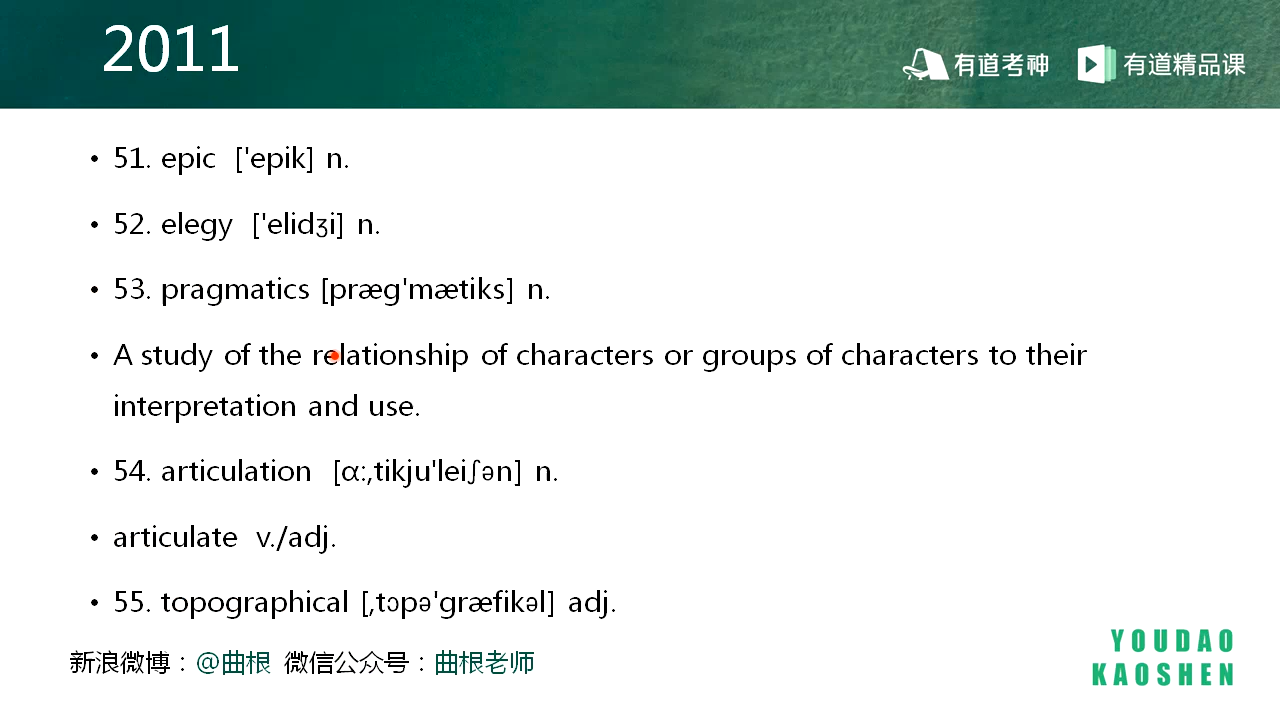 2011
有道考神 有道精品课
• 51. epic ['epik] n.
• 52. elegy ['elidʒi] n.
• 53. pragmatics [præg'mætiks] n.
• A study of the relationship of characters or groups of characters to their
interpretation and use.
• 54. articulation [ɑ:,tikju'leiʃən] n.
• articulate v./adj.
• 55. topographical [,tɔpə'græfikəl] adj.
新浪微博：@曲根 微信公众号：曲根老师
YOUDAO
KAOSHEN